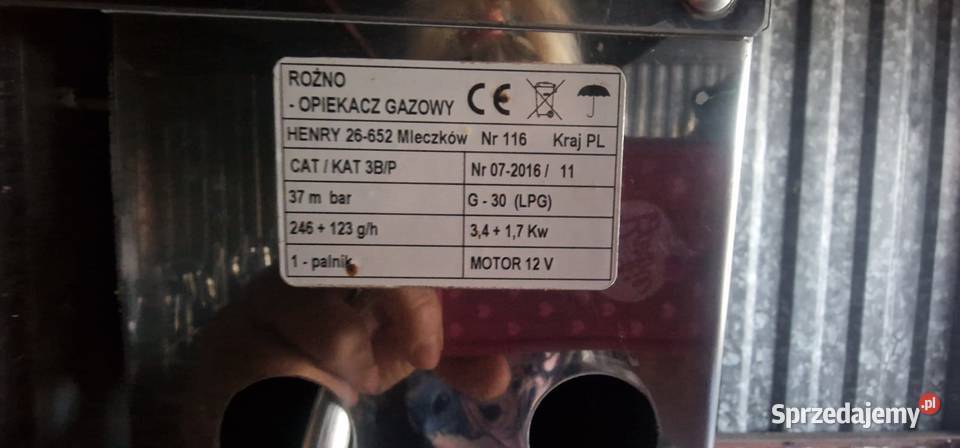 ROŻNO
- OPIEKACZ GAZOWY CE
HENRY 26-652 Mleczków Nr 116 Kraj PL
CAT / KAT 3B/P Nr 07-2016 / 11
37 m bar G - 30 (LPG)
246 + 123 g/h 3,4 + 1,7 Kw
1 - palnik MOTOR 12 V
Sprzedajemy.pl